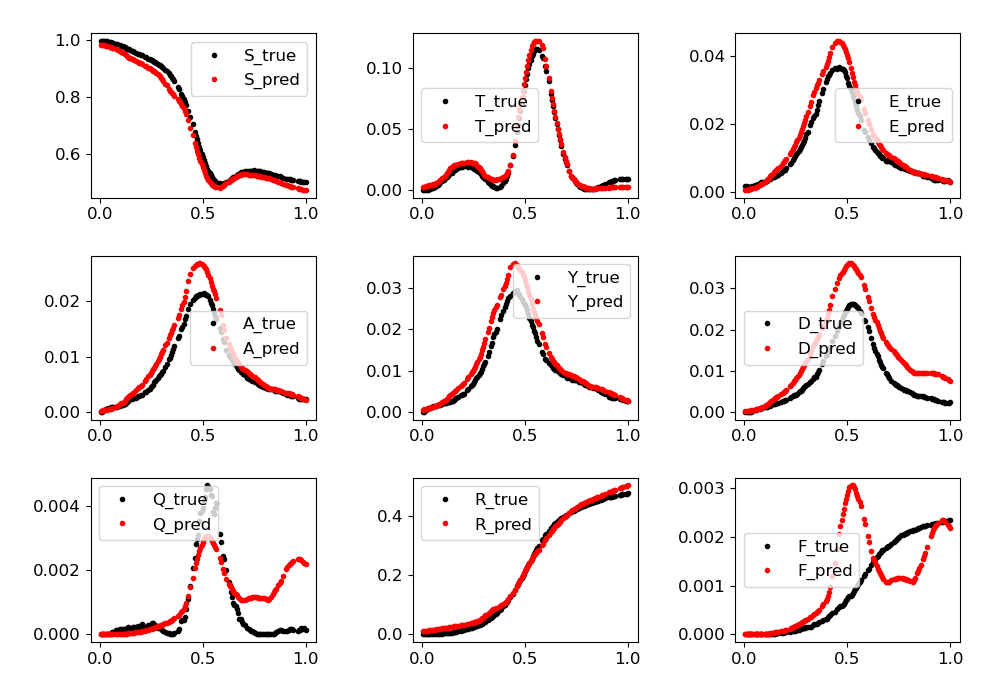 1.0
0.8
0.6
0.0 0.5 1.0
S_true
S_pred
0.10
0.05
0.00
0.0 0.5 1.0
T_true
T_pred
0.04
0.02
0.00
0.0 0.5 1.0
E_true
E_pred
0.02
0.01
0.00
0.0 0.5 1.0
A_true
A_pred
0.03
0.02
0.01
0.00
0.0 0.5 1.0
Y_true
Y_pred
0.03
0.02
0.01
0.00
0.0 0.5 1.0
D_true
D_pred
0.004
0.002
0.000
0.0 0.5 1.0
Q_true
Q_pred
0.4
0.2
0.0
0.0 0.5 1.0
R_true
R_pred
0.003
0.002
0.001
0.000
0.0 0.5 1.0
F_true
F_pred